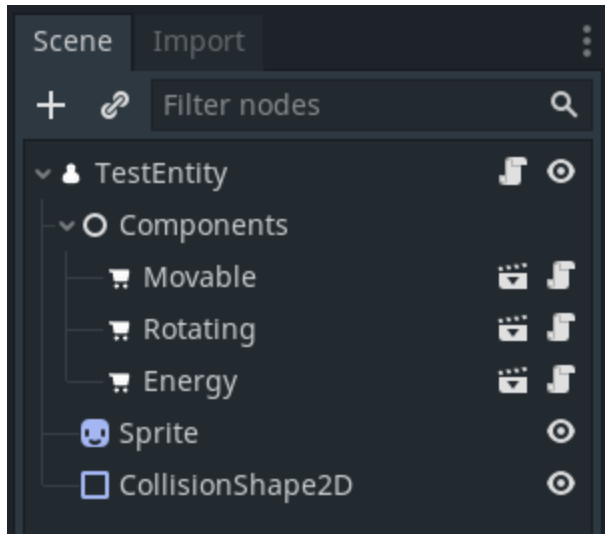 Scene Import
Filter nodes
TestEntity
Components
Movable
Rotating
Energy
Sprite
CollisionShape2D